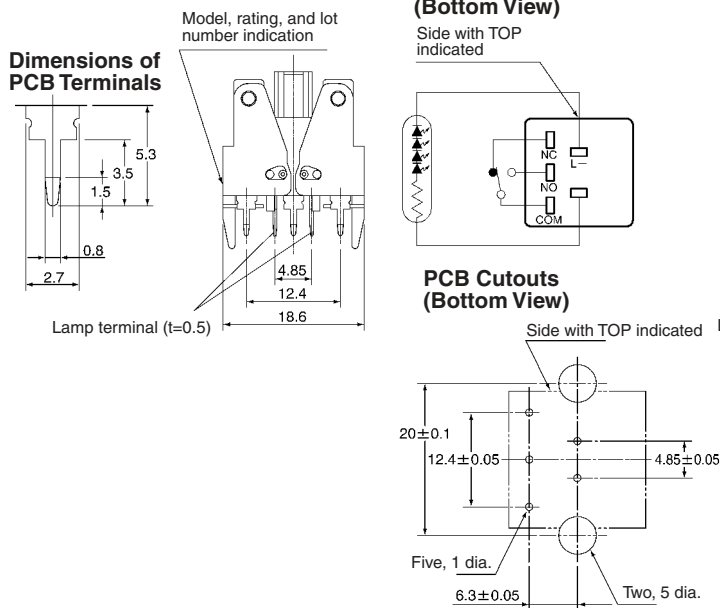 (Bottom View)
Model, rating, and lot
number indication
Side with TOP
indicated
Dimensions of
PCB Terminals
5.3
3.5
1.5
0.8
2.7
NC
L−
NO
COM
4.85
12.4
18.6
Lamp terminal (t=0.5)
PCB Cutouts
(Bottom View)
Side with TOP indicated
20±0.1
12.4±0.05
4.85±0.05
Five, 1 dia.
Two, 5 dia.
6.3±0.05